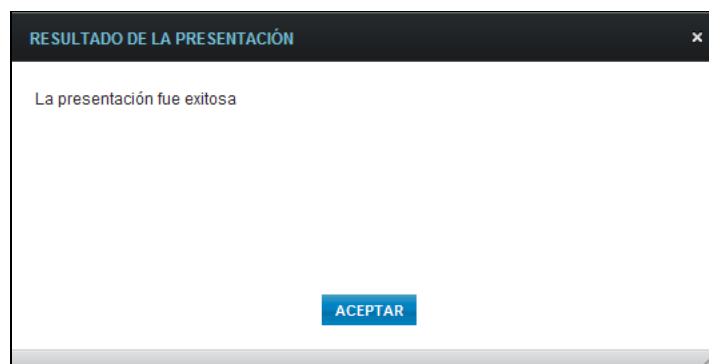 RESULTADO DE LA PRESENTACIÓN
La presentación fue exitosa
ACEPTAR